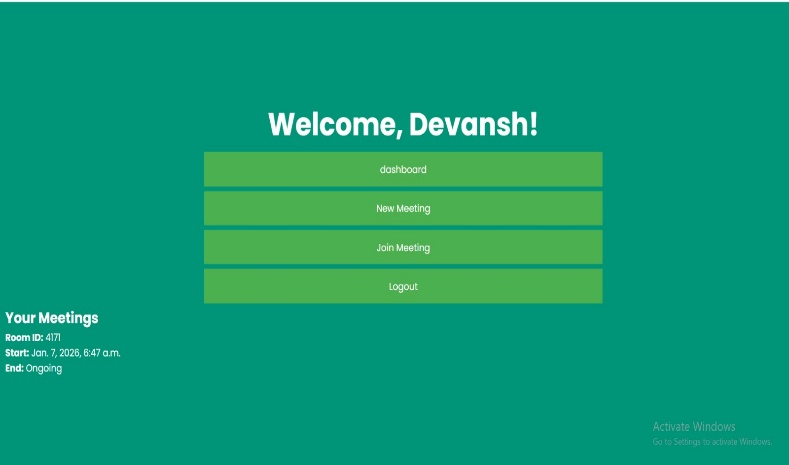 Welcome, Devansh!
dashboard
New Meeting
Join Meeting
Logout
Your Meetings
Room ID: 4171
Start: Jan. 7, 2026, 6:47 a.m.
End: Ongoing
Activate Windows
Go to Settings to activate Windows.